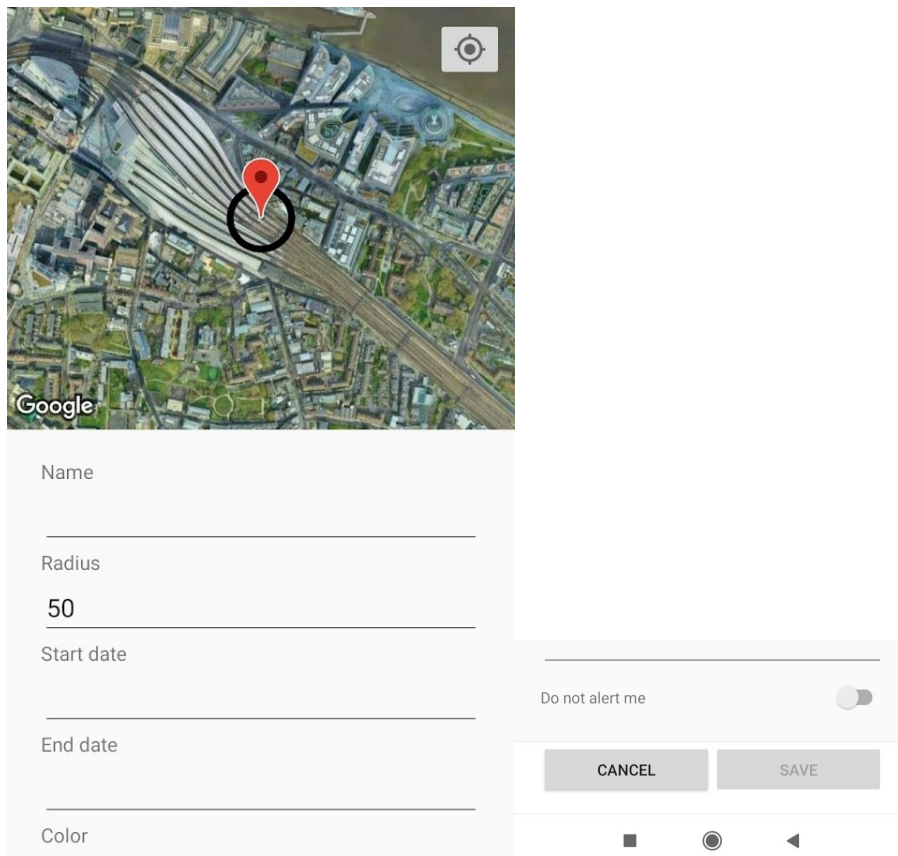 Google
Name
Radius
50
Start date
End date
Color
Do not alert me
CANCEL SAVE